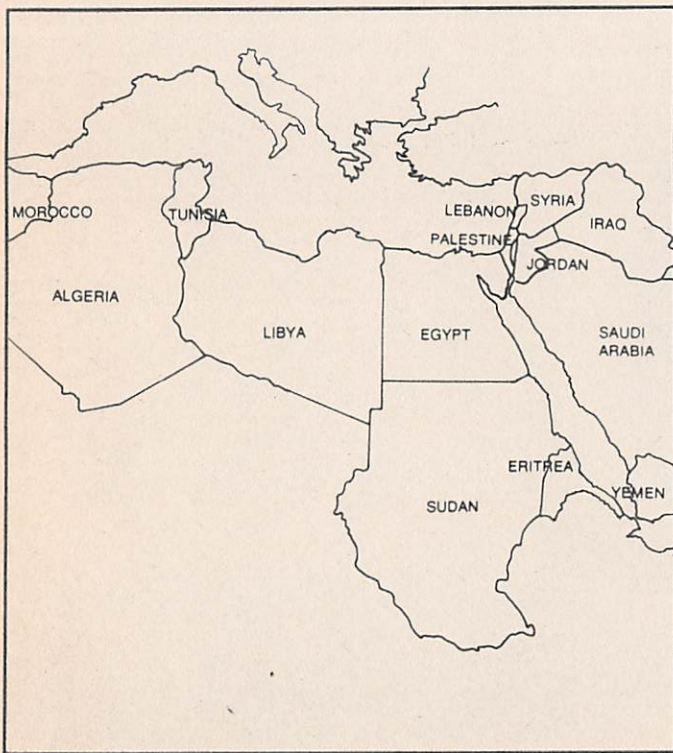 MOROCCO
TUNISIA
LEBANON
SYRIA
IRAQ
PALESTINE
JORDAN
ALGERIA
LIBYA
EGYPT
SAUDI
ARABIA
ERITREA
SUDAN
YEMEN